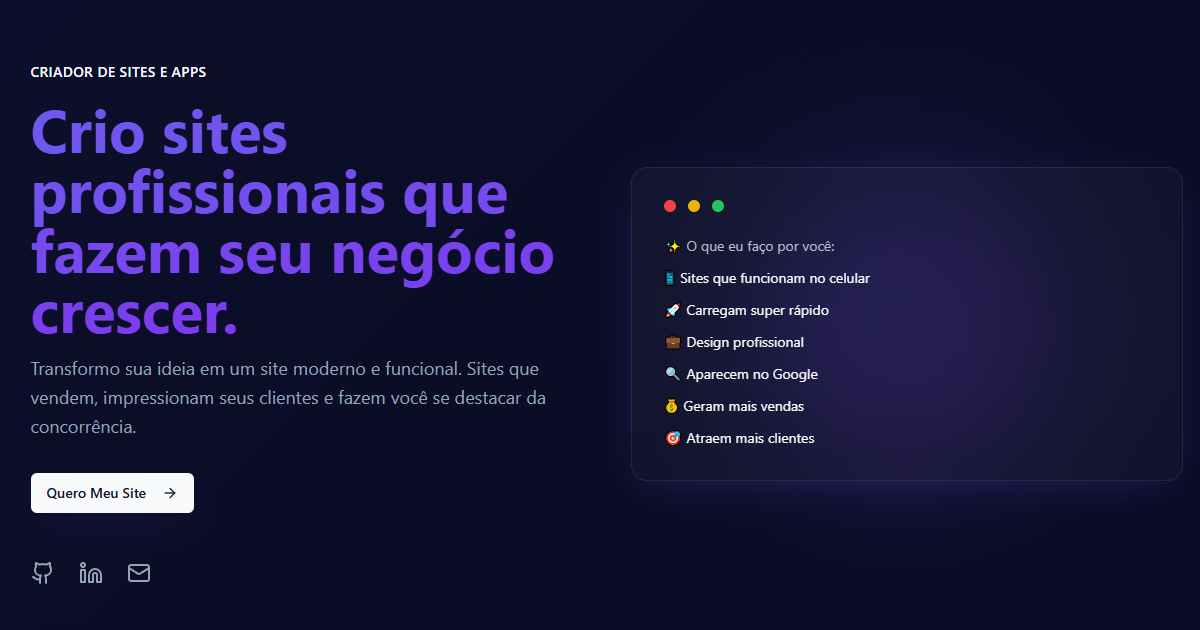 CRIADOR DE SITES E APPS
Crio sites
profissionais que
fazem seu negócio
crescer.
Transformo sua ideia em um site moderno e funcional. Sites que
vendem, impressionam seus clientes e fazem você se destacar da
concorrência.
Quero Meu Site →
✨ O que eu faço por você:
📱 Sites que funcionam no celular
🚀 Carregam super rápido
💼 Design profissional
🔍 Aparecem no Google
💰 Geram mais vendas
🎯 Atraem mais clientes